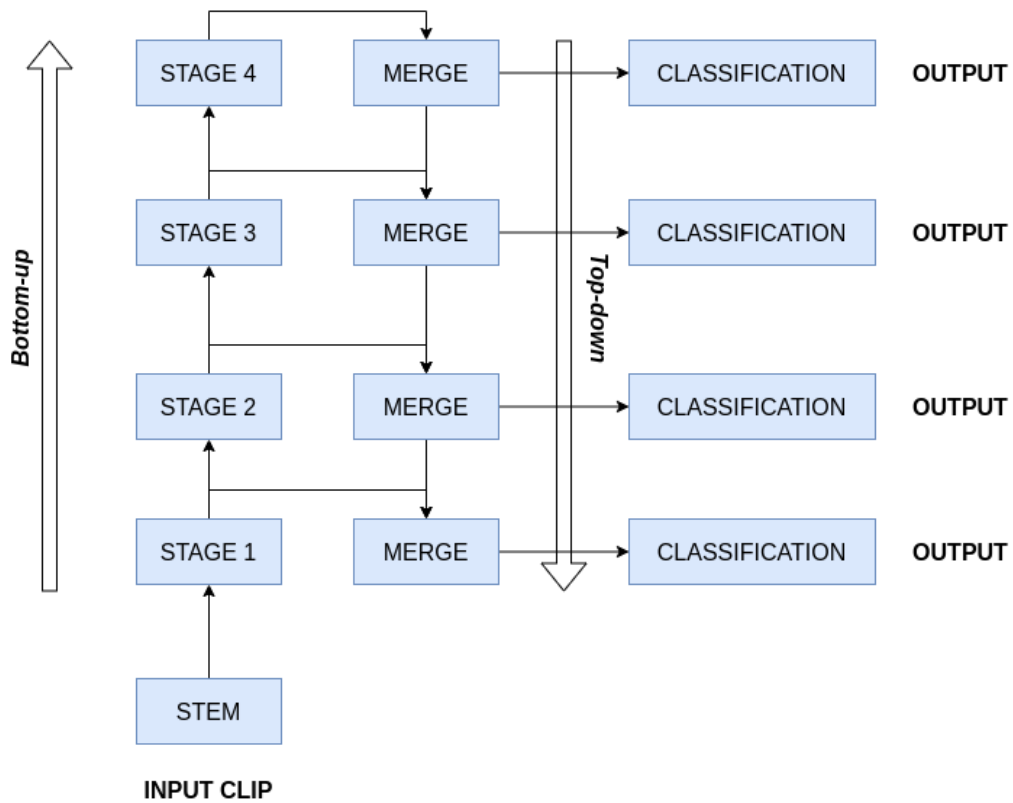 STAGE 4
MERGE
CLASSIFICATION
OUTPUT
STAGE 3
MERGE
CLASSIFICATION
OUTPUT
Bottom-up
Top-down
STAGE 2
MERGE
CLASSIFICATION
OUTPUT
STAGE 1
MERGE
CLASSIFICATION
OUTPUT
STEM
INPUT CLIP